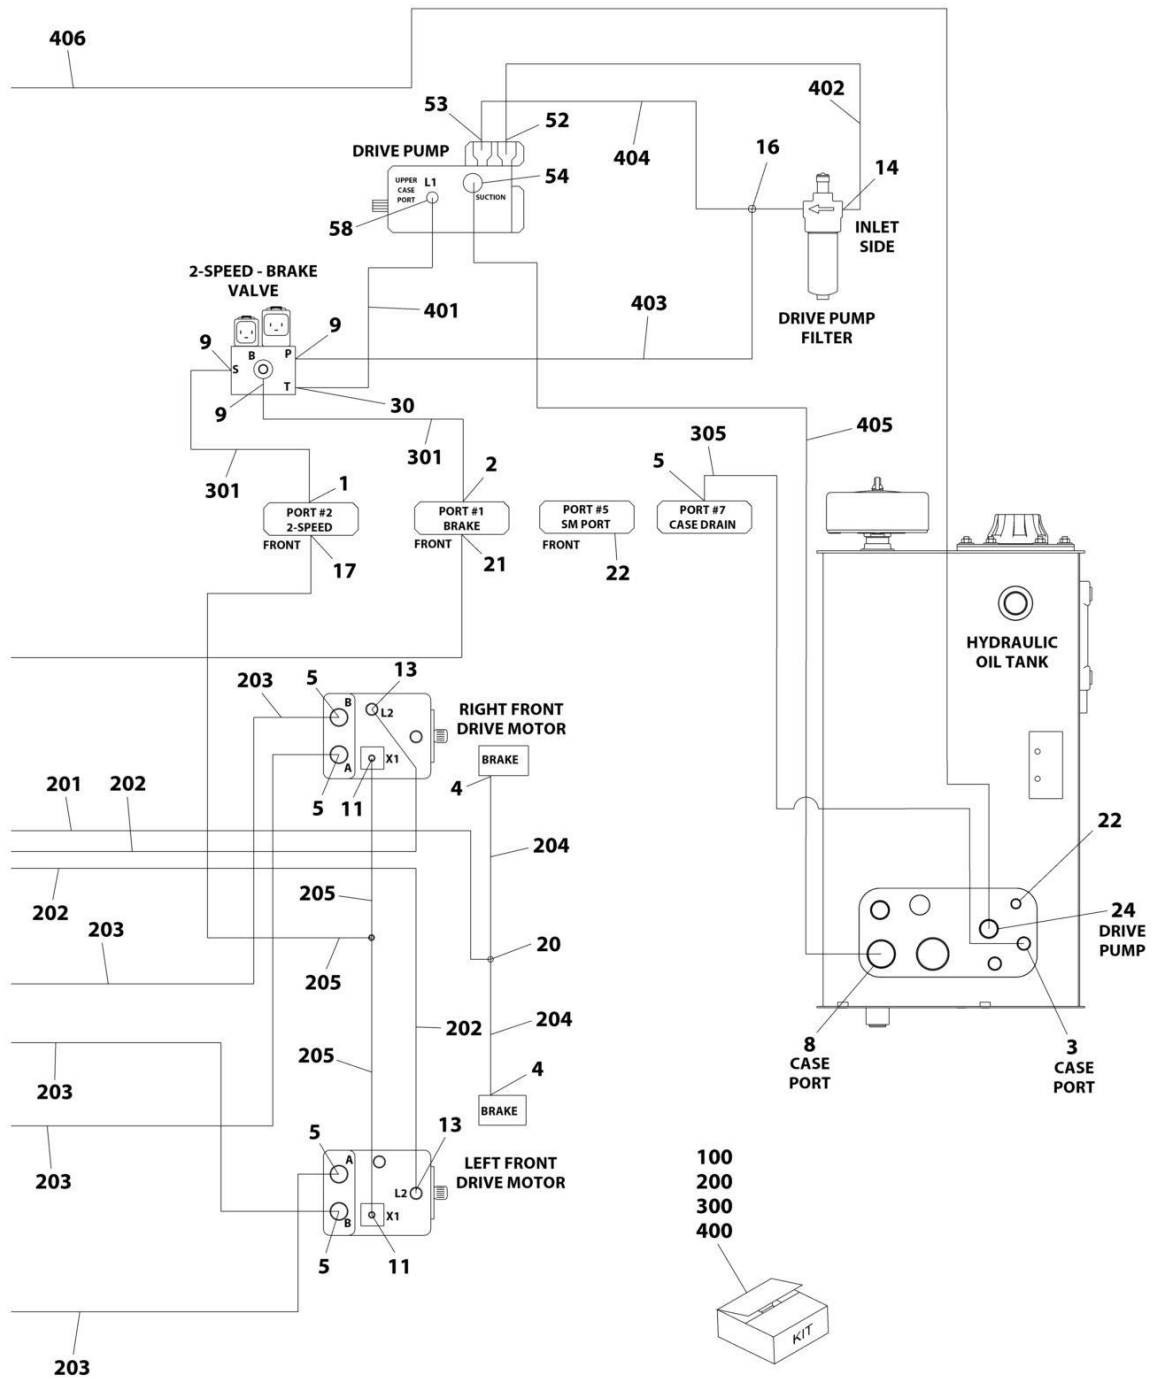 406
402
53
52
404
16
DRIVE PUMP
14
UPPER
CASE
PORT
L1
54
SUCTION
58
INLET
SIDE
2-SPEED - BRAKE
VALVE
401
403
DRIVE PUMP
FILTER
9
9
B
P
S
T
9
30
405
301
305
2
5
301
1
PORT #2
2-SPEED
PORT #1
BRAKE
PORT #5
SM PORT
PORT #7
CASE DRAIN
FRONT
FRONT
FRONT
17
21
22
HYDRAULIC
OIL TANK
203
5
13
B
L2
RIGHT FRONT
DRIVE MOTOR
A
X1
BRAKE
201
202
5
11
4
22
204
205
24
DRIVE
PUMP
202
203
20
205
202
204
205
8
CASE
PORT
3
CASE
PORT
203
4
BRAKE
5
13
A
203
L2
LEFT FRONT
DRIVE MOTOR
B
X1
100
200
300
400
5
11
KIT
203